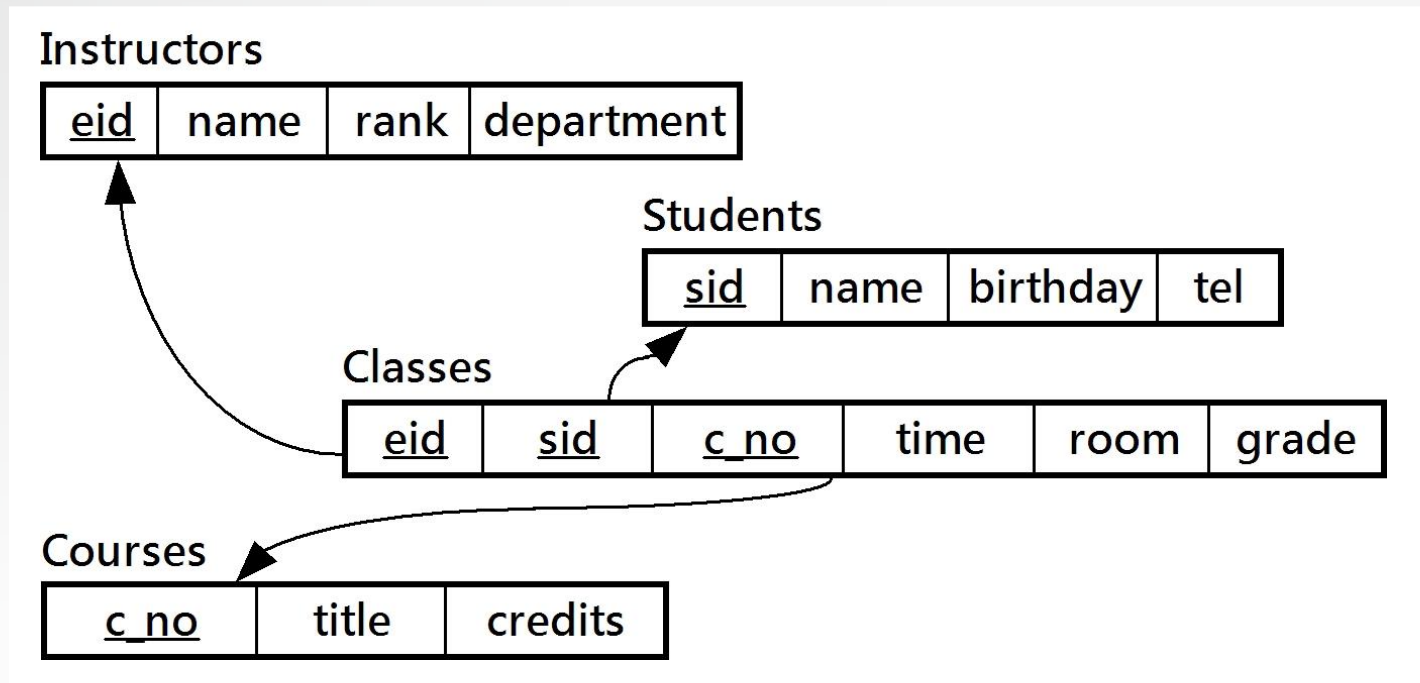 Instructors
eid name rank department
Students
sid name birthday tel
Classes
eid sid c_no time room grade
Courses
c_no title credits